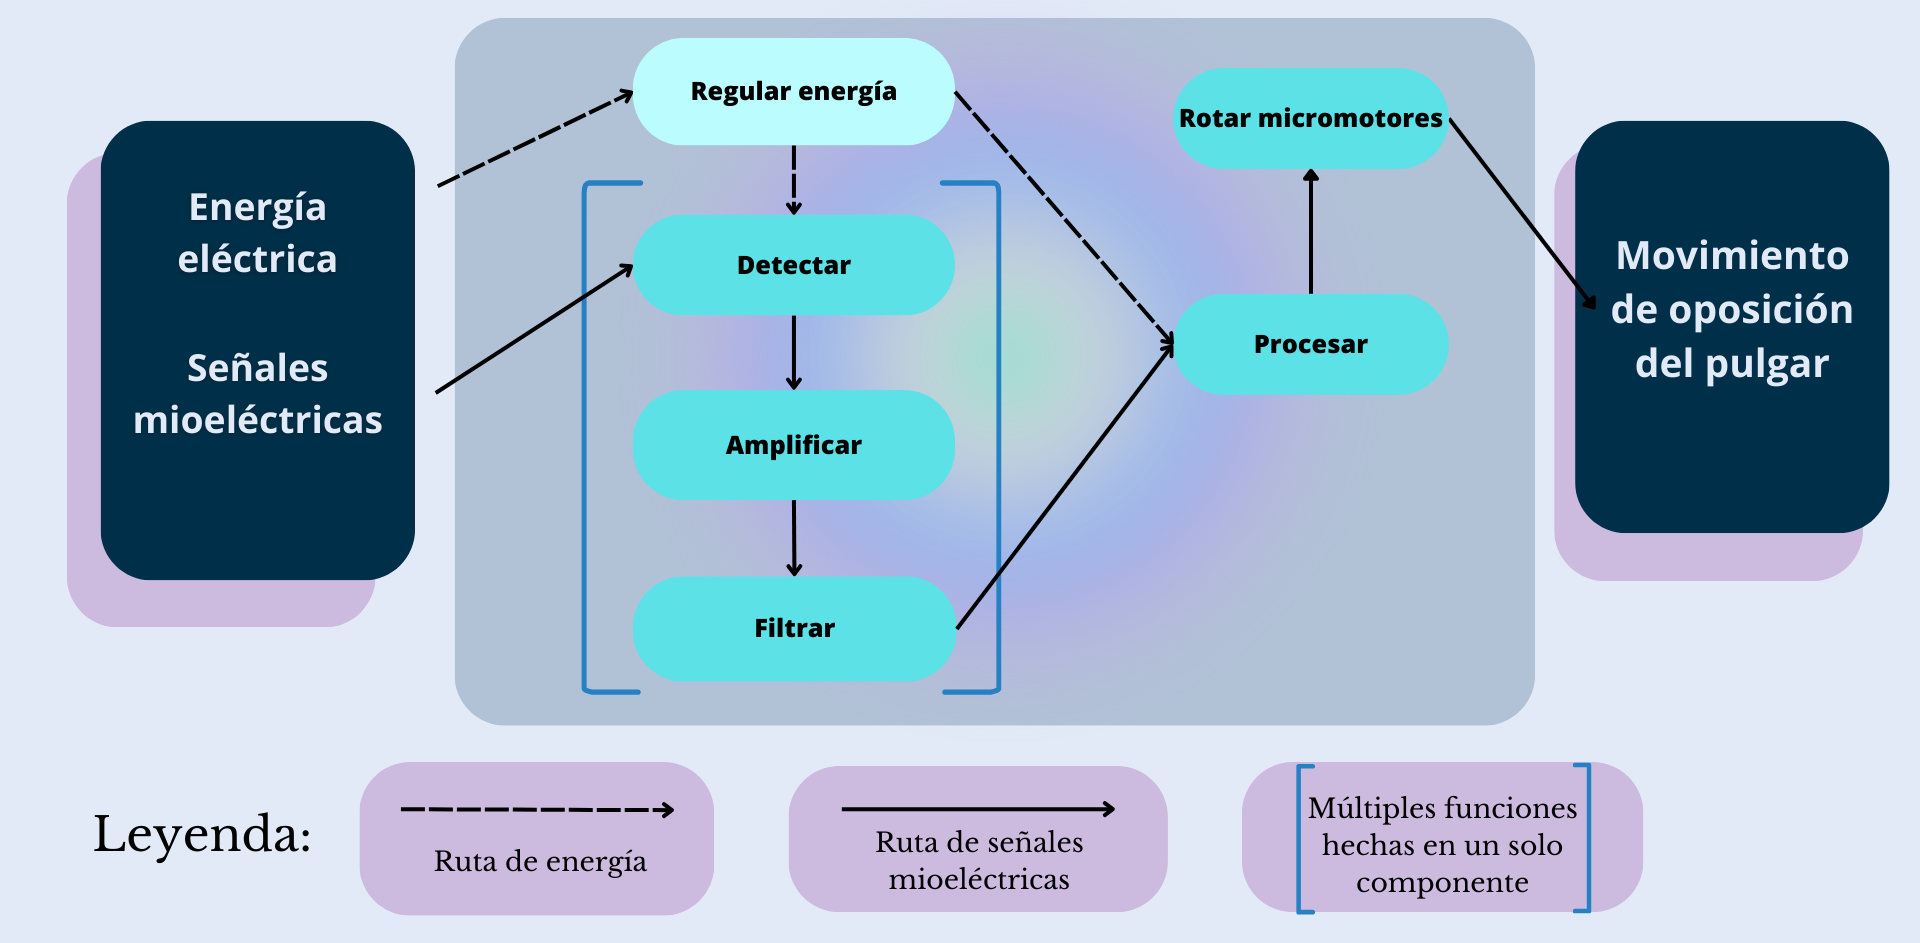 Energía
eléctrica
Señales
mioeléctricas
Regular energía
Detectar
Amplificar
Filtrar
Rotar micromotores
Procesar
Movimiento
de oposición
del pulgar
Leyenda:
Ruta de energía
Ruta de señales
mioeléctricas
Múltiples funciones
hechas en un solo
componente